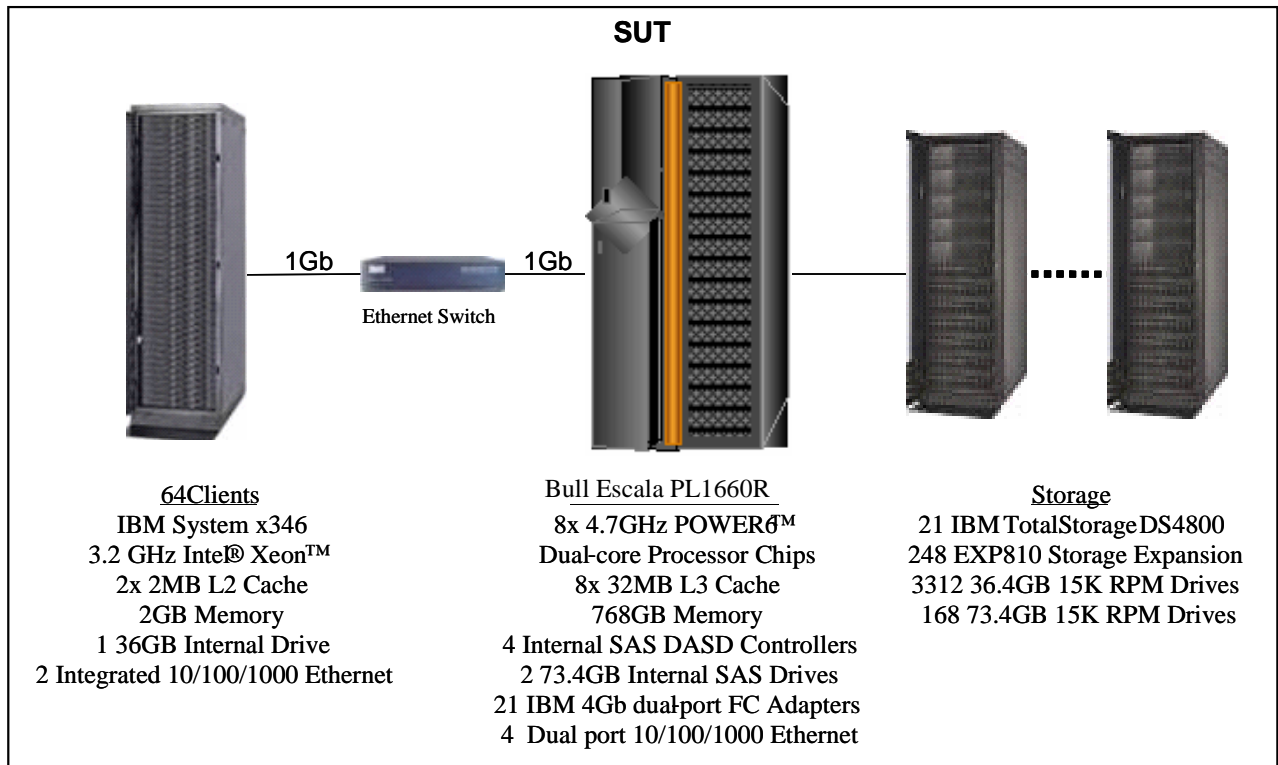 SUT
1Gb
1Gb
Ethernet Switch
64Clients
IBM System x346
3.2 GHz Intel® Xeon™
2x 2MB L2 Cache
2GB Memory
1 36GB Internal Drive
2 Integrated 10/100/1000 Ethernet
Bull Escala PL1660R
8x 4.7GHz POWER6™
Dual-core Processor Chips
8x 32MB L3 Cache
768GB Memory
4 Internal SAS DASD Controllers
2 73.4GB Internal SAS Drives
21 IBM 4Gb dual-port FC Adapters
4 Dual port 10/100/1000 Ethernet
Storage
21 IBM TotalStorage DS4800
248 EXP810 Storage Expansion
3312 36.4GB 15K RPM Drives
168 73.4GB 15K RPM Drives